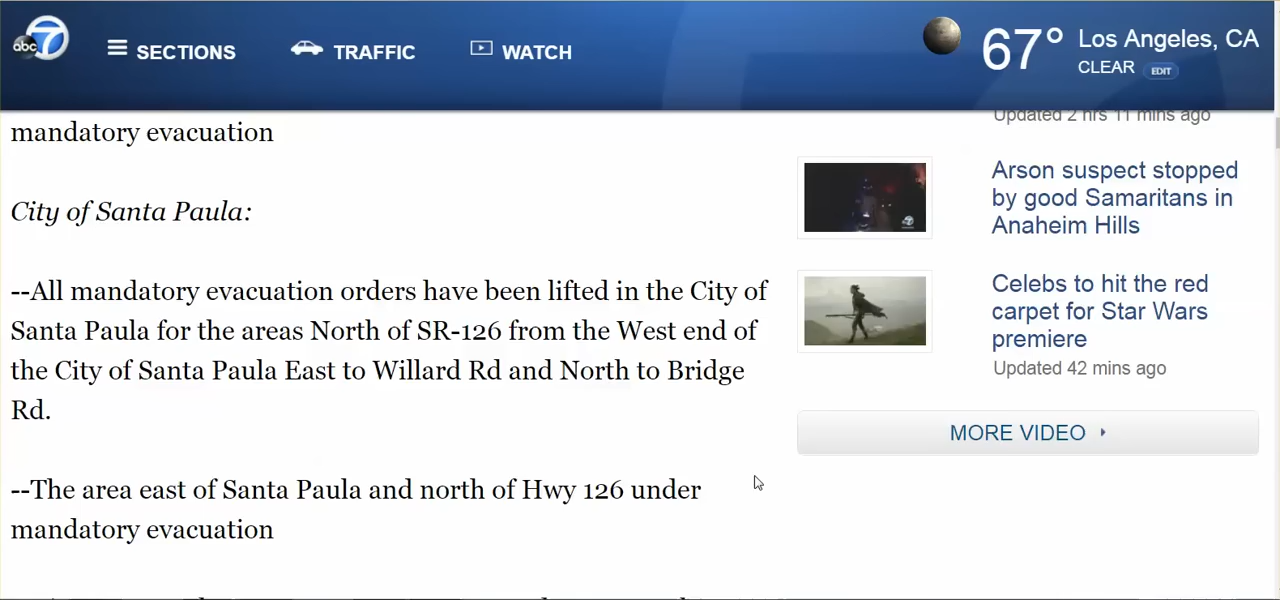 abc 7
SECTIONS
TRAFFIC
WATCH
67°
Los Angeles, CA
CLEAR
EDIT
mandatory evacuation
City of Santa Paula:
--All mandatory evacuation orders have been lifted in the City of
Santa Paula for the areas North of SR-126 from the West end of
the City of Santa Paula East to Willard Rd and North to Bridge
Rd.
--The area east of Santa Paula and north of Hwy 126 under
mandatory evacuation
Updated 2 hrs 11 mins ago
Arson suspect stopped
by good Samaritans in
Anaheim Hills
Celebs to hit the red
carpet for Star Wars
premiere
Updated 42 mins ago
MORE VIDEO